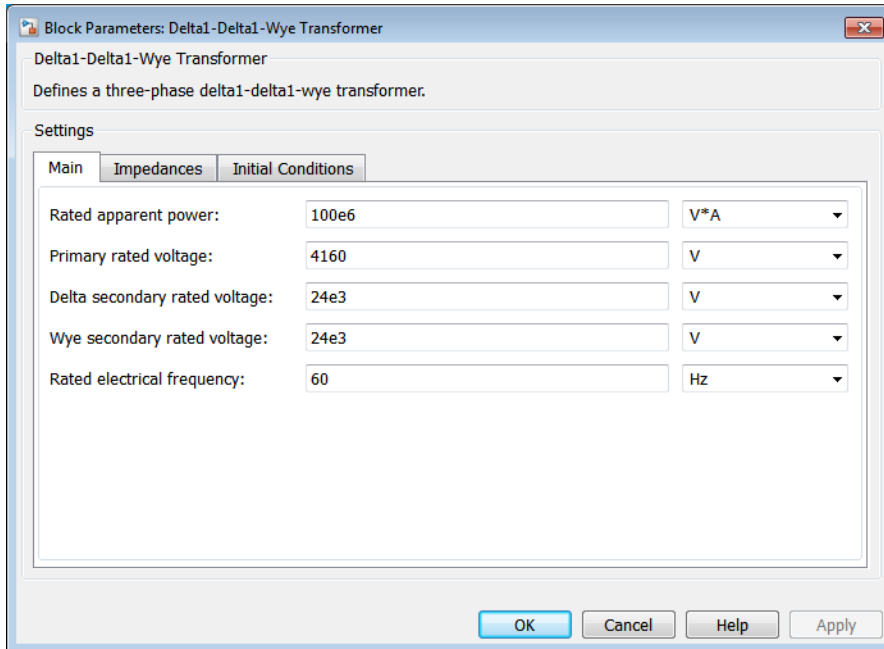 Block Parameters: Delta1-Delta1-Wye Transformer
Delta1-Delta1-Wye Transformer
Defines a three-phase delta1-delta1-wye transformer.
Settings
Main Impedances Initial Conditions
Rated apparent power: 100e6 V*A
Primary rated voltage: 4160 V
Delta secondary rated voltage: 24e3 V
Wye secondary rated voltage: 24e3 V
Rated electrical frequency: 60 Hz
OK Cancel Help Apply